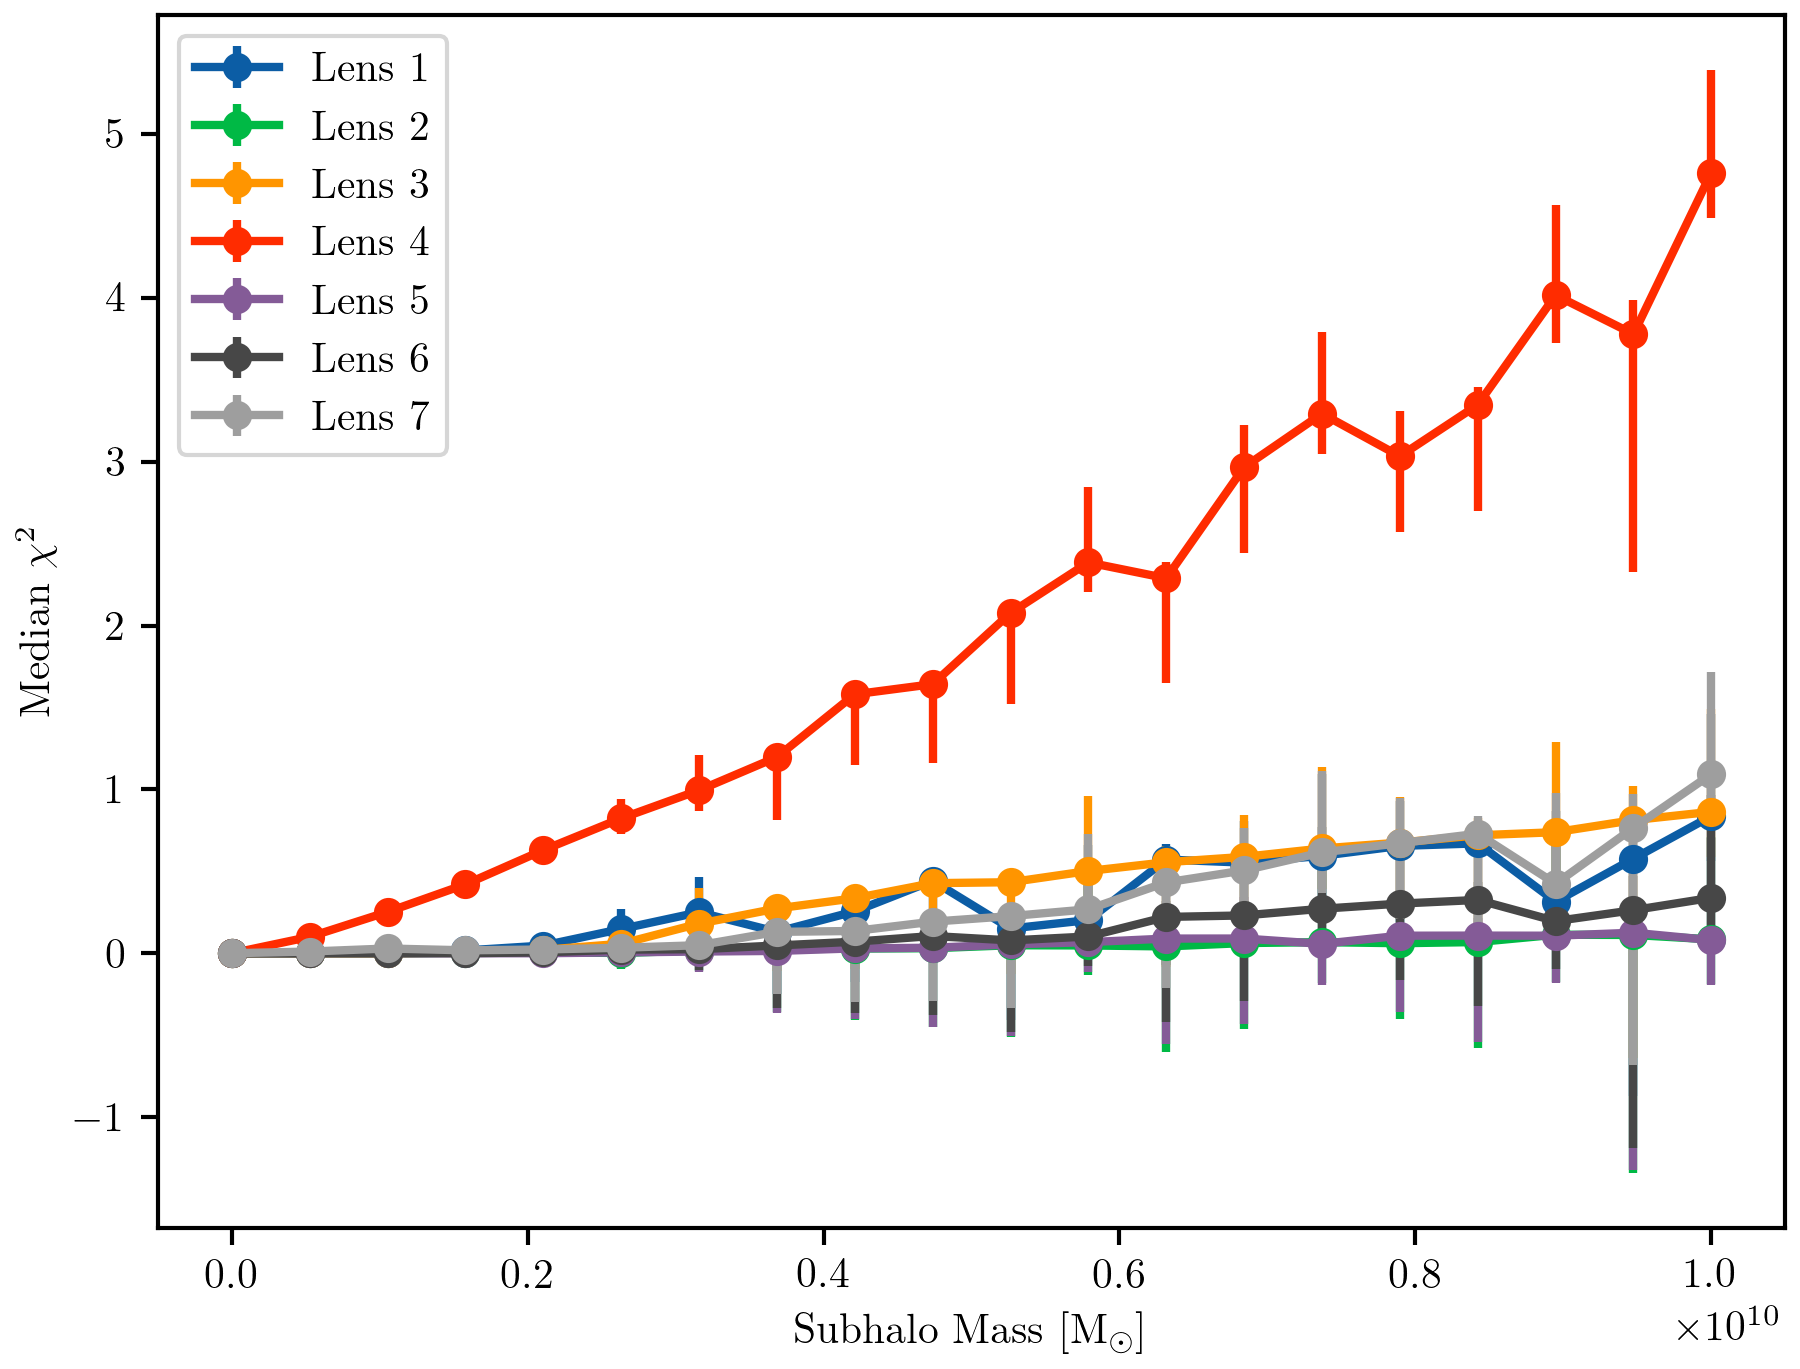 Lens 1
Lens 2
Lens 3
Lens 4
Lens 5
Lens 6
Lens 7
5
4
3
2
1
0
−1
Median χ²
0.0 0.2 0.4 0.6 0.8 1.0
×10¹⁰
Subhalo Mass [M☉]